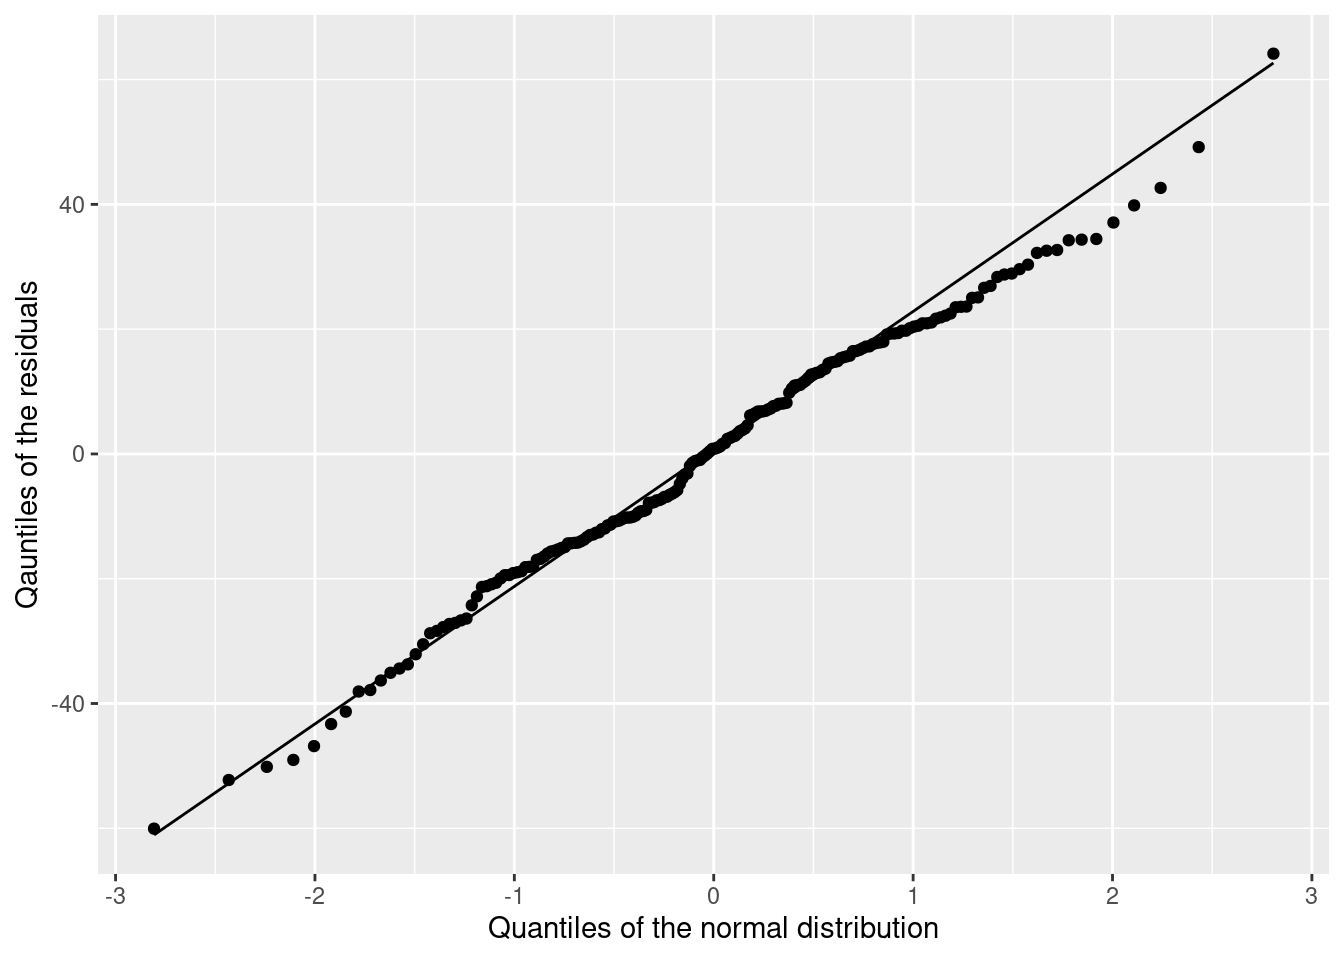 Qauntiles of the residuals
40
0
-40
-3 -2 -1 0 1 2 3
Quantiles of the normal distribution